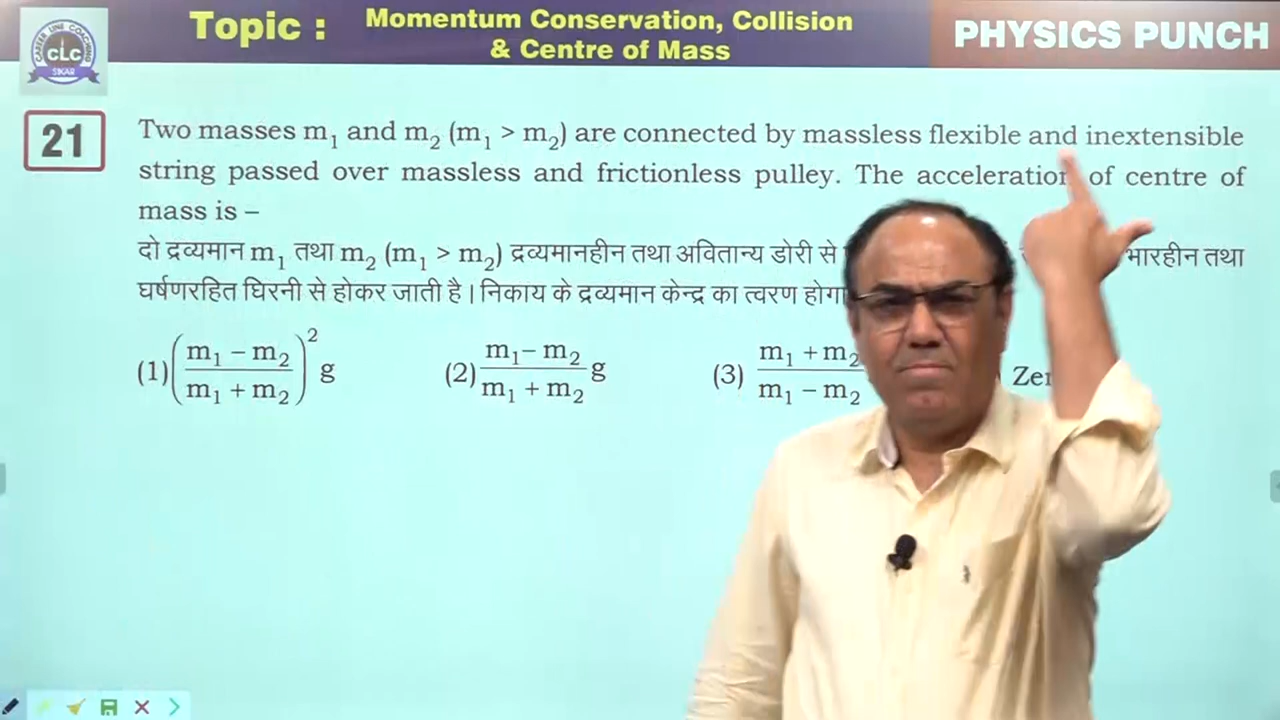 CAREER LINE COACHING
CLC
SIKAR
Topic :
Momentum Conservation, Collision
& Centre of Mass
PHYSICS PUNCH
21
Two masses m₁ and m₂ (m₁ > m₂) are connected by massless flexible and inextensible
string passed over massless and frictionless pulley. The acceleration of centre of
mass is –
दो द्रव्यमान m₁ तथा m₂ (m₁ > m₂) द्रव्यमानहीन तथा अवितान्य डोरी से भारहीन तथा
घर्षणरहित घिरनी से होकर जाती है। निकाय के द्रव्यमान केन्द्र का त्वरण होगा
(1) ((m₁ – m₂)/(m₁ + m₂))² g
(2) (m₁– m₂)/(m₁ + m₂) g
(3) (m₁ + m₂)/(m₁ – m₂)